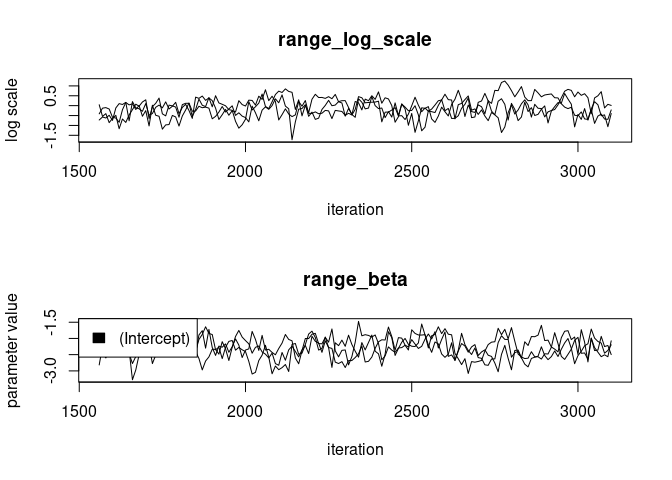 range_log_scale
log scale
0.5
-1.5
1500 2000 2500 3000
iteration
range_beta
parameter value
-1.5
-3.0
(Intercept)
1500 2000 2500 3000
iteration